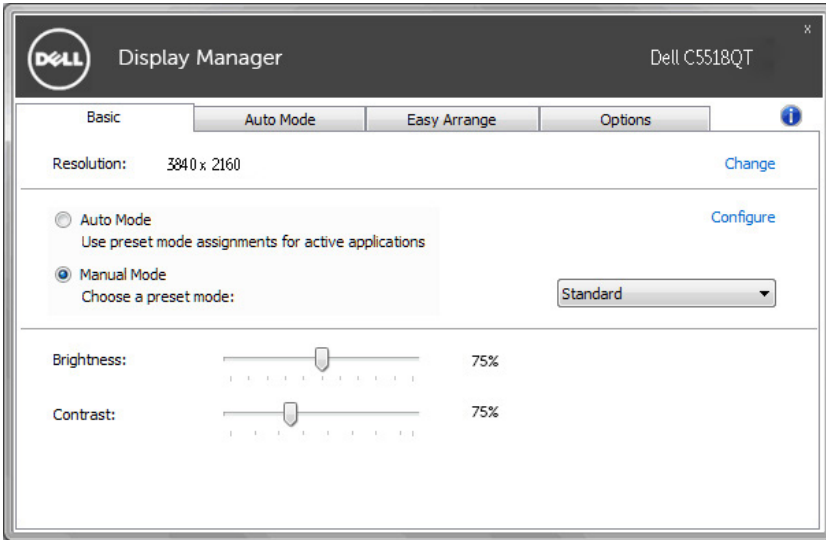 DELL Display Manager Dell C5518QT x
Basic Auto Mode Easy Arrange Options i
Resolution: 3840 x 2160 Change
Auto Mode Configure
Use preset mode assignments for active applications
Manual Mode
Choose a preset mode: Standard
Brightness: 75%
Contrast: 75%